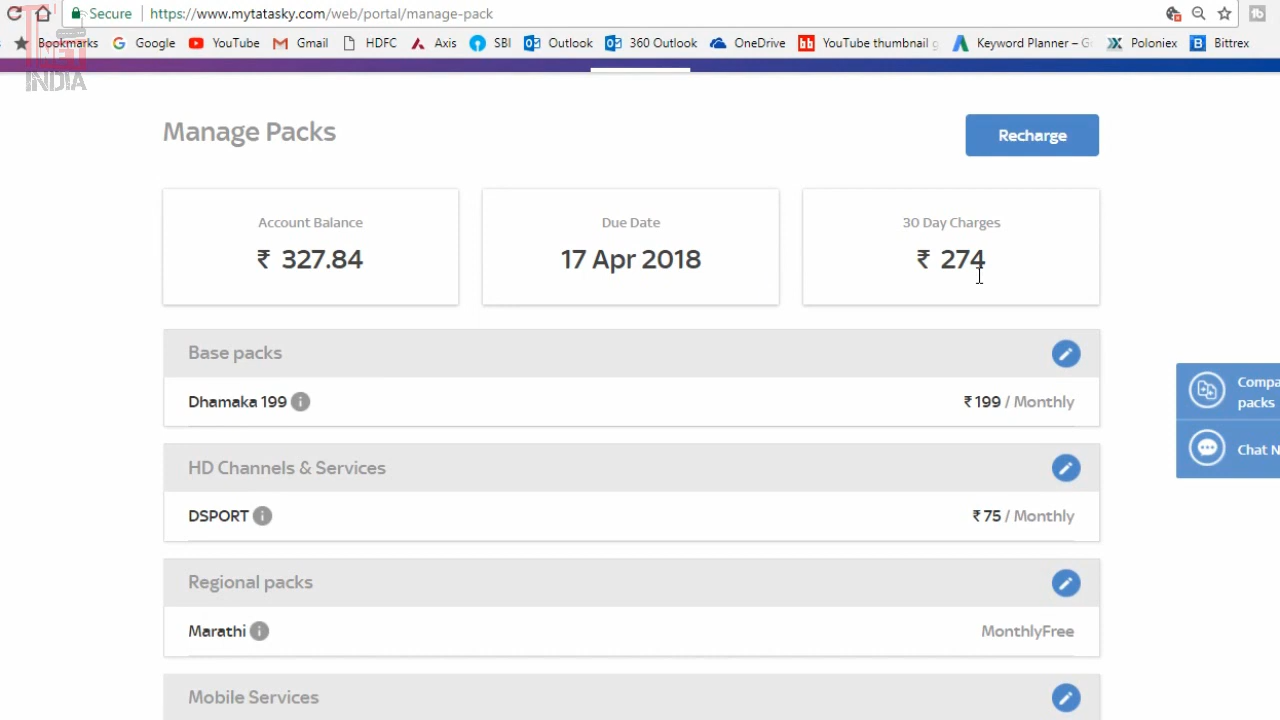 Secure https://www.mytatasky.com/web/portal/manage-pack
Bookmarks Google YouTube Gmail HDFC Axis SBI Outlook 360 Outlook OneDrive YouTube thumbnail Keyword Planner – G Poloniex Bittrex
INDIA
Manage Packs
Recharge
Account Balance
₹ 327.84
Due Date
17 Apr 2018
30 Day Charges
₹ 274
Base packs
Dhamaka 199
₹ 199 / Monthly
HD Channels & Services
DSPORT
₹ 75 / Monthly
Regional packs
Marathi
MonthlyFree
Mobile Services
packs
Chat